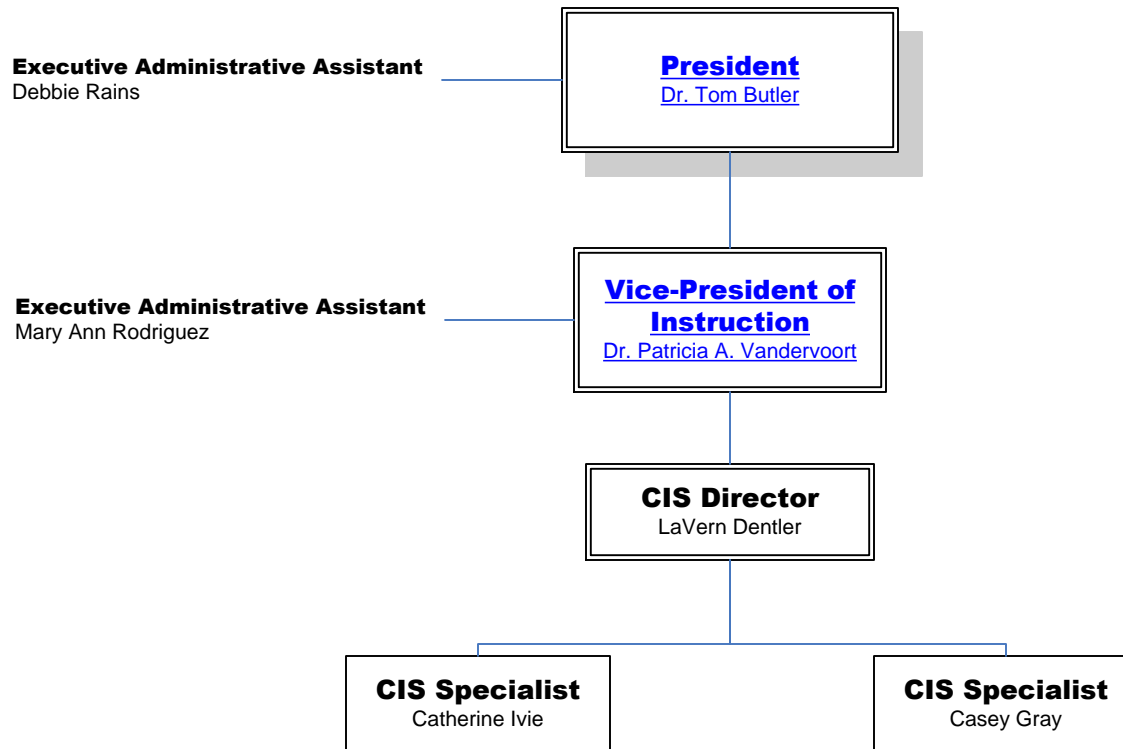 Executive Administrative Assistant
Debbie Rains
President
Dr. Tom Butler
Executive Administrative Assistant
Mary Ann Rodriguez
Vice-President of
Instruction
Dr. Patricia A. Vandervoort
CIS Director
LaVern Dentler
CIS Specialist
Catherine Ivie
CIS Specialist
Casey Gray